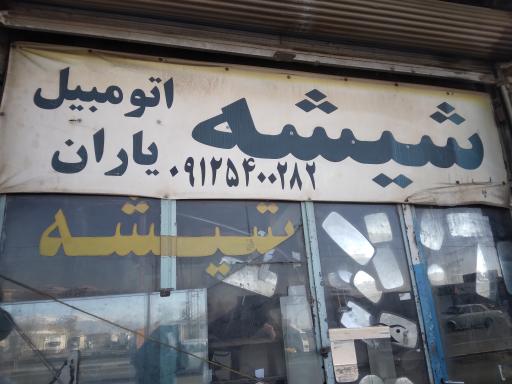 شیشه اتومبیل
یاران
۰۹۱۲۵۴۰۰۲۸۲
شیشه